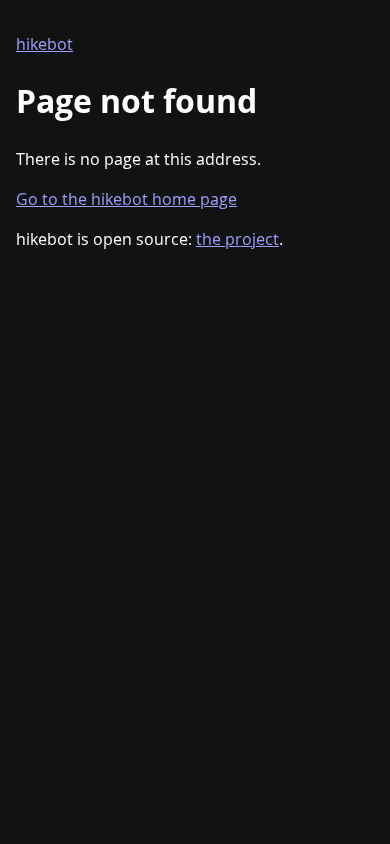 hikebot
Page not found
There is no page at this address.
Go to the hikebot home page
hikebot is open source: the project.